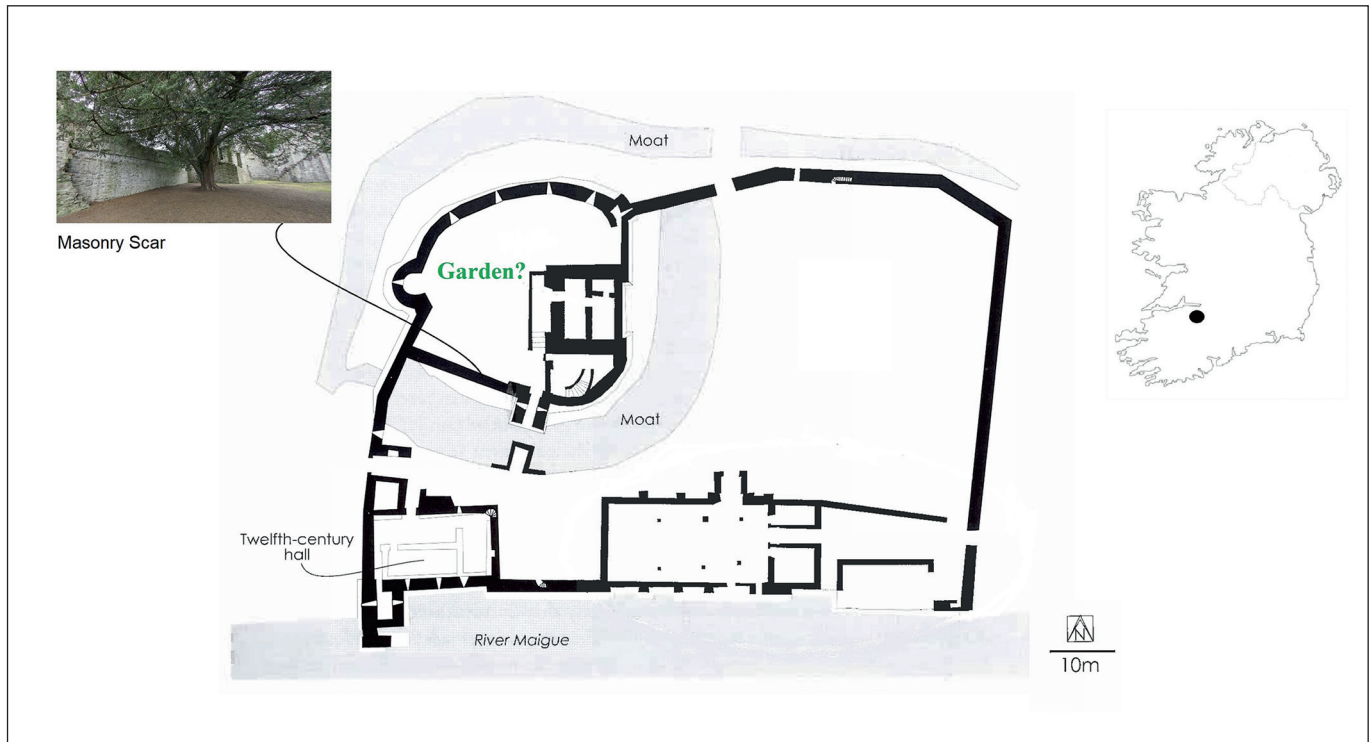 Moat
Masonry Scar
Garden?
Moat
Twelfth-century
hall
River Maigue
N
10m